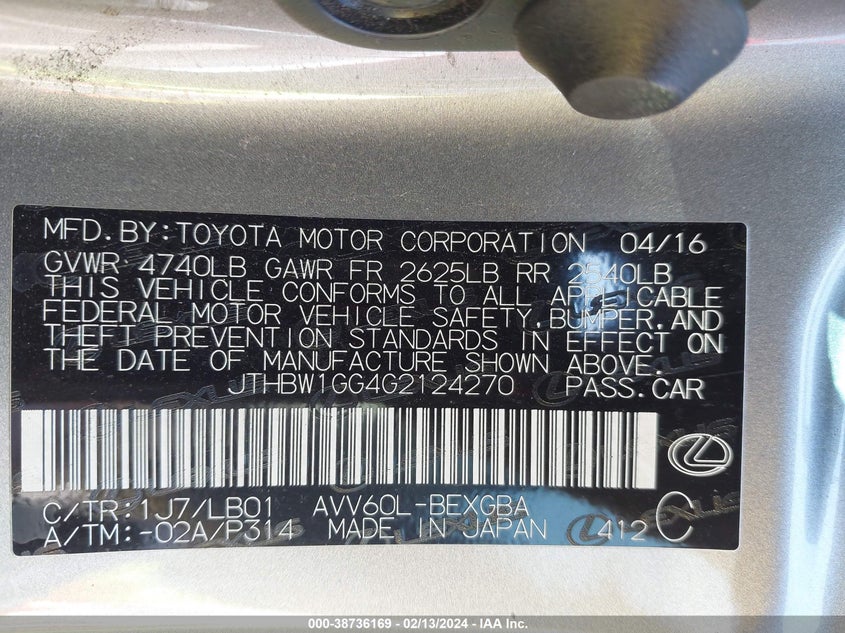 MFD.BY:TOYOTA MOTOR CORPORATION 04/16
GVWR 4740LB GAWR FR 2625LB RR 2540LB
THIS VEHICLE CONFORMS TO ALL APPLICABLE
FEDERAL MOTOR VEHICLE SAFETY,BUMPER,AND
THEFT PREVENTION STANDARDS IN EFFECT ON
THE DATE OF MANUFACTURE SHOWN ABOVE.
JTHBW1GG4G2124270 PASS.CAR
C/TR:1J7/LB01 AVV60L-BEXGBA
A/TM:-02A/P314 MADE IN JAPAN 412 C
000-38736169 - 02/13/2024 - IAA Inc.